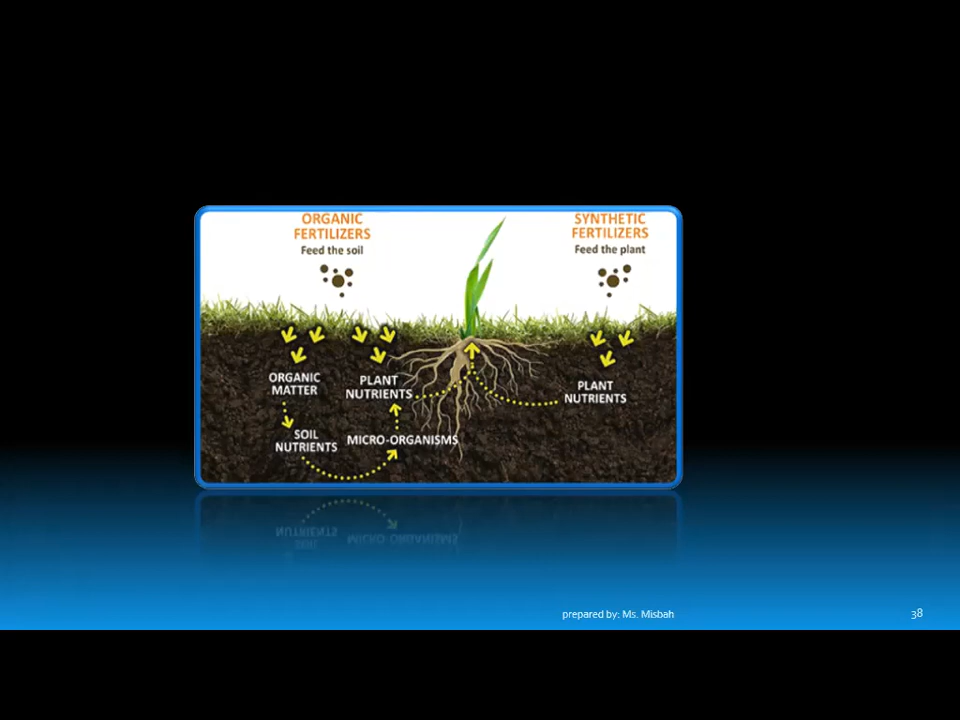 ORGANIC
FERTILIZERS
Feed the soil
SYNTHETIC
FERTILIZERS
Feed the plant
ORGANIC
MATTER
PLANT
NUTRIENTS
PLANT
NUTRIENTS
SOIL
NUTRIENTS
MICRO-ORGANISMS
prepared by: Ms. Misbah
38